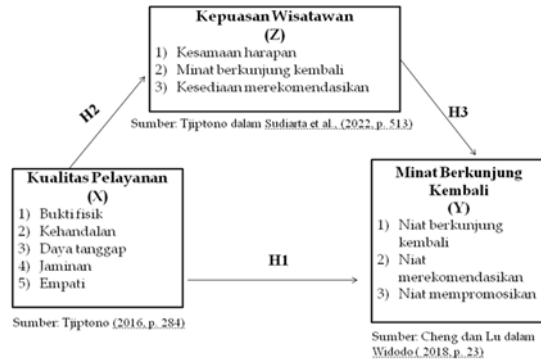 Kepuasan Wisatawan
(Z)
1) Kesamaan harapan
2) Minat berkunjung kembali
3) Kesediaan merekomendasikan
Sumber: Tjiptono dalam Sudiarta et al., (2022, p. 513)
H2
H3
Kualitas Pelayanan
(X)
1) Bukti fisik
2) Kehandalan
3) Daya tanggap
4) Jaminan
5) Empati
Sumber: Tjiptono (2016, p. 284)
H1
Minat Berkunjung
Kembali
(Y)
1) Niat berkunjung
kembali
2) Niat
merekomendasikan
3) Niat mempromosikan
Sumber: Cheng dan Lu dalam
Widodo ( 2018, p. 23)